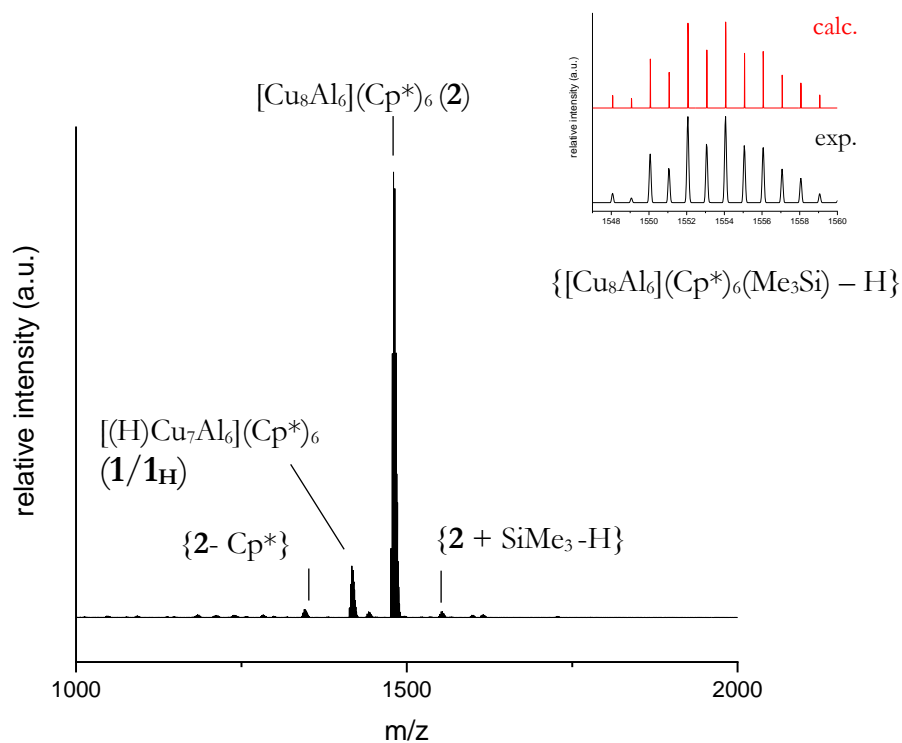 calc.
[Cu₈Al₆](Cp*)₆ (2)
relative intensity (a.u.)
exp.
1548 1550 1552 1554 1556 1558 1560
{[Cu₈Al₆](Cp*)₆(Me₃Si) – H}
relative intensity (a.u.)
[(H)Cu₇Al₆](Cp*)₆
(1/1H)
{2- Cp*}
{2 + SiMe₃ -H}
1000 1500 2000
m/z